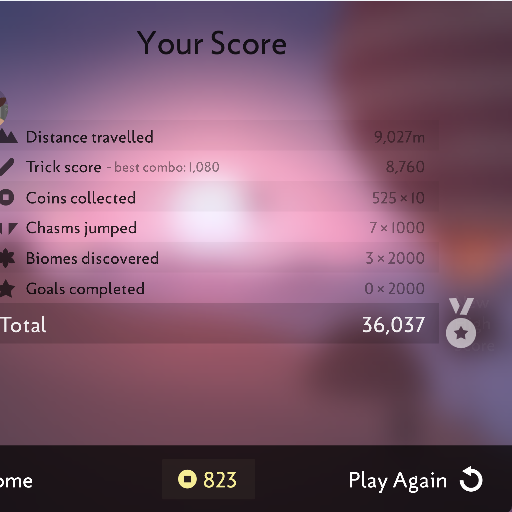 Your Score
Distance travelled 9,027m
Trick score - best combo: 1,080 8,760
Coins collected 525 × 10
Chasms jumped 7 × 1000
Biomes discovered 3 × 2000
Goals completed 0 × 2000
Total 36,037
ome 823 Play Again